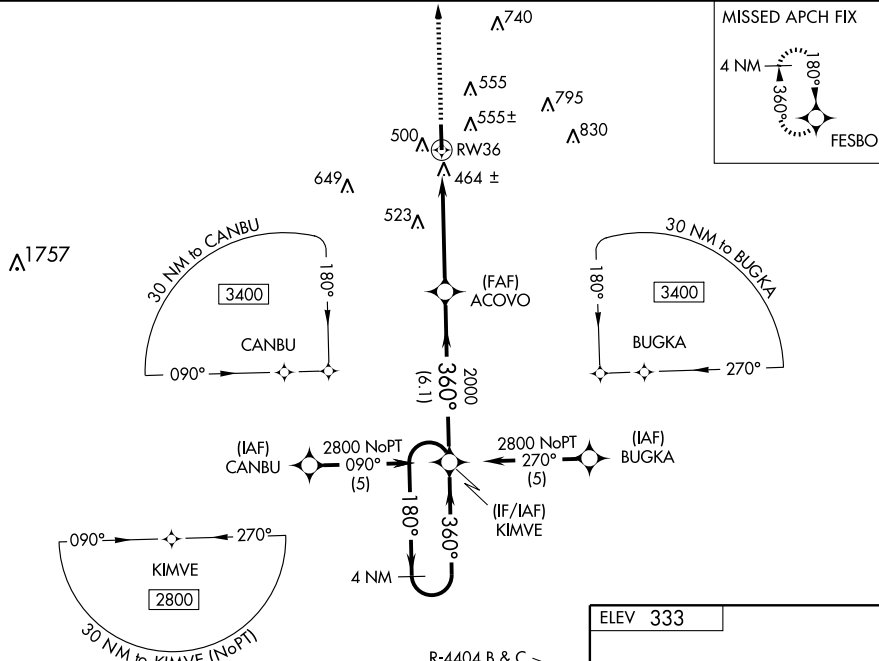 740
MISSED APCH FIX
4 NM
180°
360°
FESBO
555
795
555±
830
500
RW36
464 ±
649
523
1757
30 NM to CANBU
180°
3400
CANBU
090°
30 NM to BUGKA
180°
3400
BUGKA
270°
(FAF)
ACOVO
360°
2000
(6.1)
(IAF)
CANBU
2800 NoPT
090°
(5)
2800 NoPT
270°
(5)
(IAF)
BUGKA
(IF/IAF)
KIMVE
180°
360°
4 NM
090°
270°
KIMVE
2800
30 NM to KIMVE (NoPT)
R-4404 B & C
ELEV 333